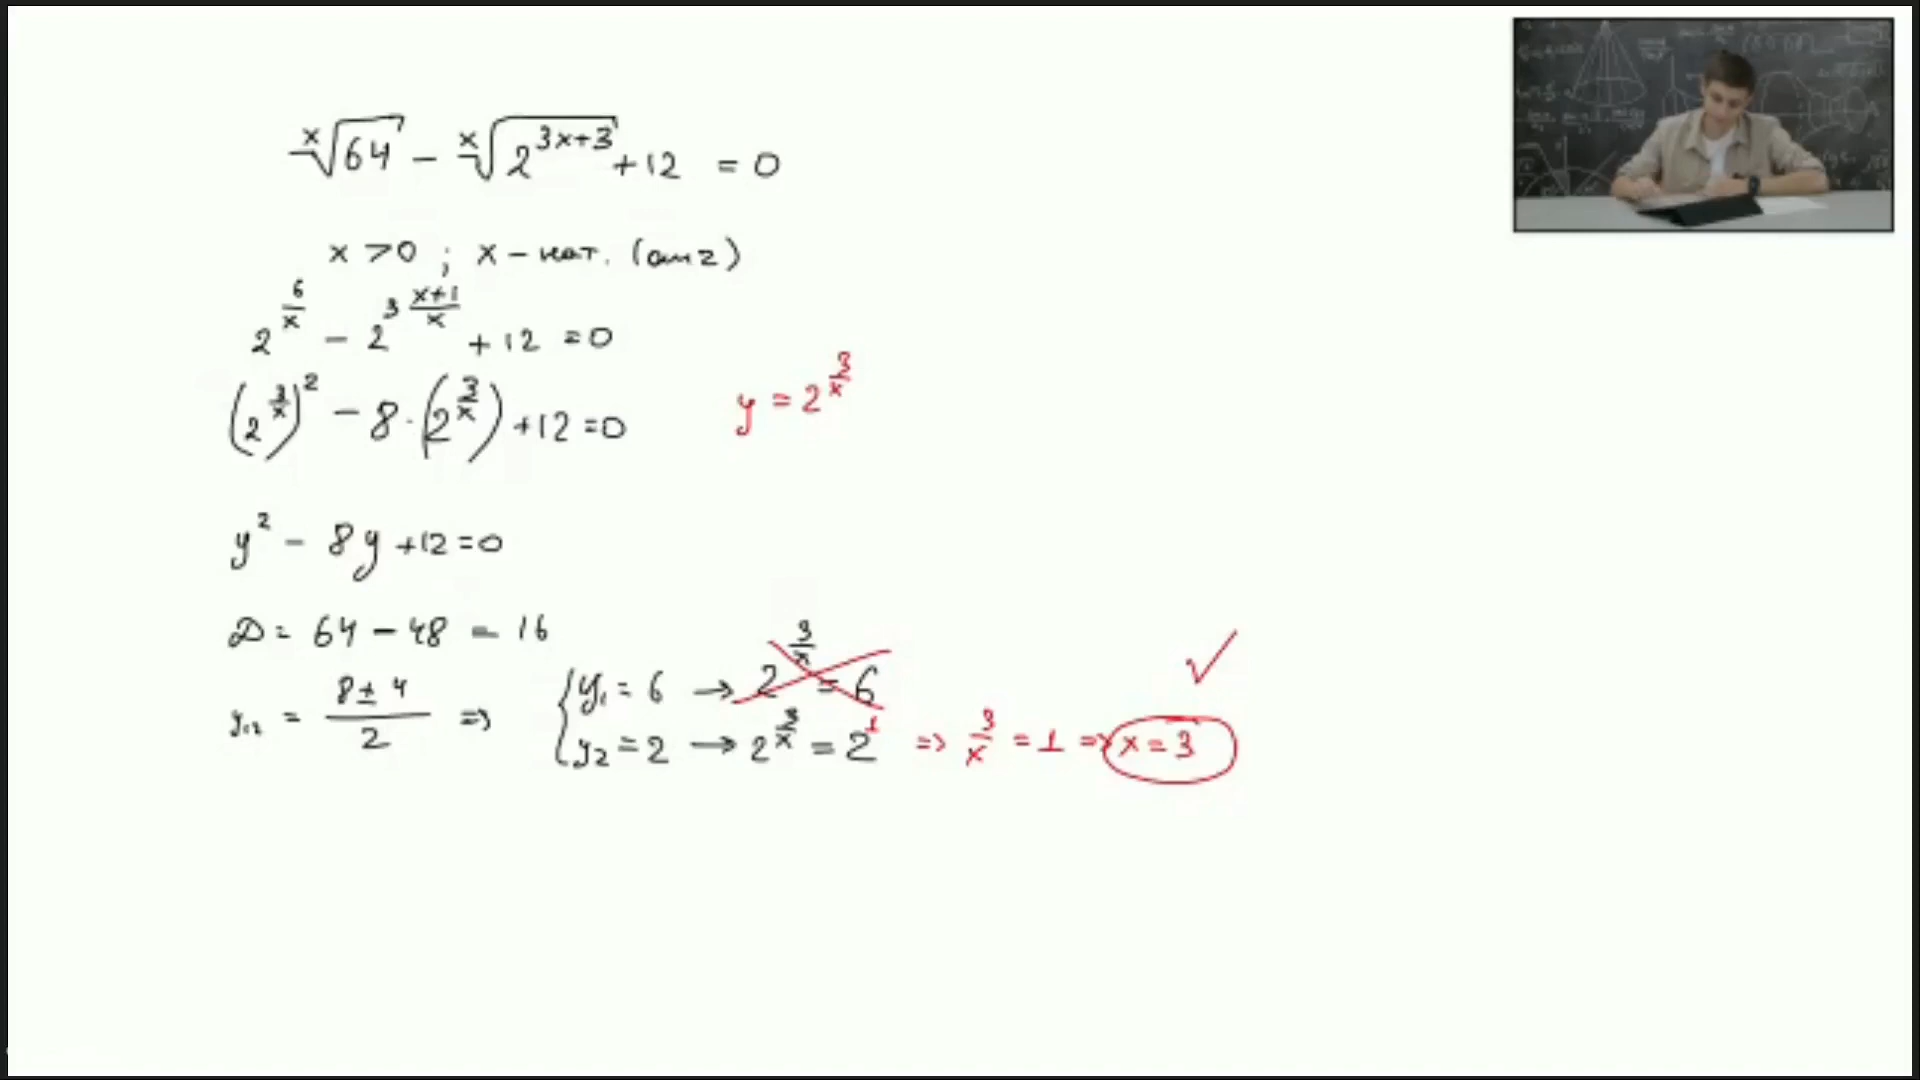 ˣ√64 − ˣ√(2^(3x+3)) + 12 = 0
x > 0 ; x − нат.
2^(6/x) − 2^(3 (x+1)/x) + 12 = 0
(2^(3/x))² − 8 · (2^(3/x)) + 12 = 0
y = 2^(3/x)
y² − 8y + 12 = 0
D = 64 − 48 = 16
y₁₂ = (8 ± 4)/2 ⇒ { y₁ = 6 → 2^(3/x) = 6
y₂ = 2 → 2^(3/x) = 2¹ ⇒ 3/x = 1 ⇒ x = 3 ✓